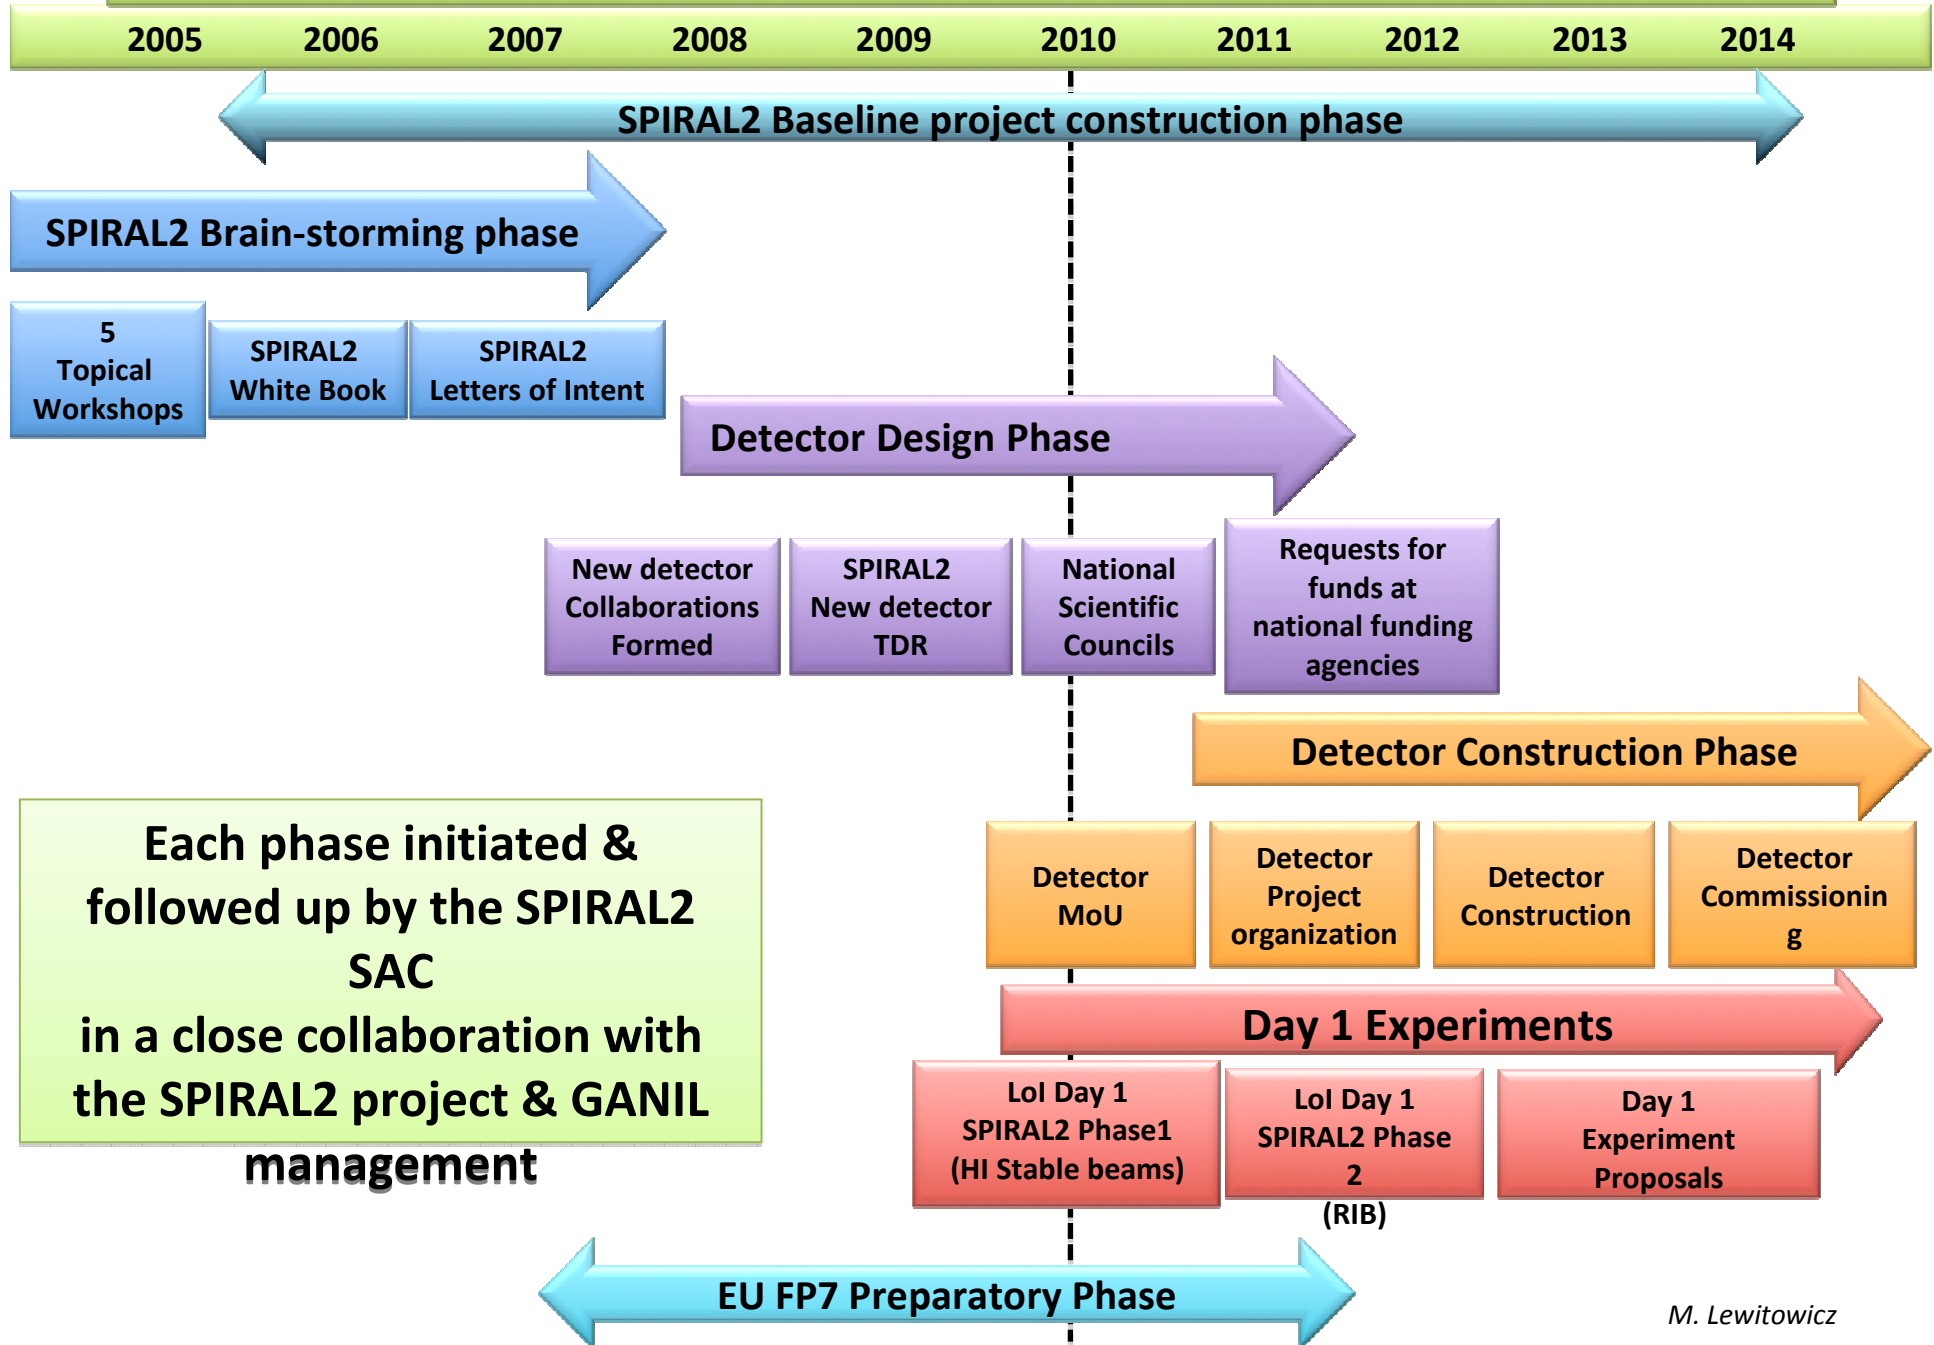 2005 2006 2007 2008 2009 2010 2011 2012 2013 2014
SPIRAL2 Baseline project construction phase
SPIRAL2 Brain-storming phase
5
Topical
Workshops
SPIRAL2
White Book
SPIRAL2
Letters of Intent
Detector Design Phase
New detector
Collaborations
Formed
SPIRAL2
New detector
TDR
National
Scientific
Councils
Requests for
funds at
national funding
agencies
Detector Construction Phase
Detector
MoU
Detector
Project
organization
Detector
Construction
Detector
Commissionin
g
Each phase initiated &
followed up by the SPIRAL2
SAC
in a close collaboration with
the SPIRAL2 project & GANIL
management
Day 1 Experiments
LoI Day 1
SPIRAL2 Phase1
(HI Stable beams)
LoI Day 1
SPIRAL2 Phase
2
(RIB)
Day 1
Experiment
Proposals
EU FP7 Preparatory Phase
M. Lewitowicz